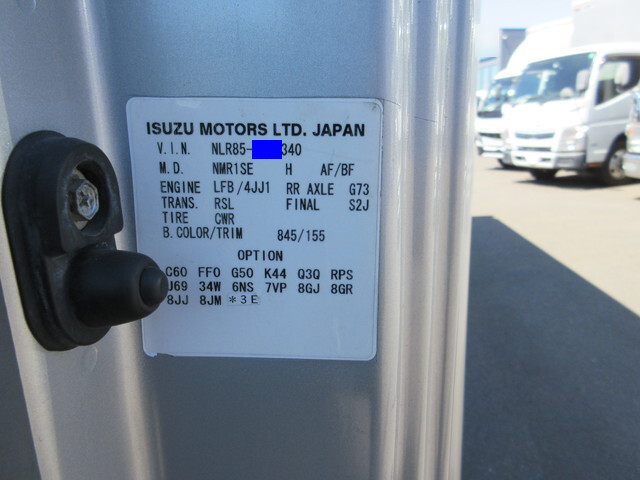 ISUZU MOTORS LTD. JAPAN
V.I.N. NLR85- 340
M.D. NMR1SE H AF/BF
ENGINE LFB/4JJ1 RR AXLE G73
TRANS. RSL FINAL S2J
TIRE CWR
B.COLOR/TRIM 845/155
OPTION
C60 FF0 G50 K44 Q3Q RPS
J69 34W 6NS 7VP 8GJ 8GR
8JJ 8JM *3E